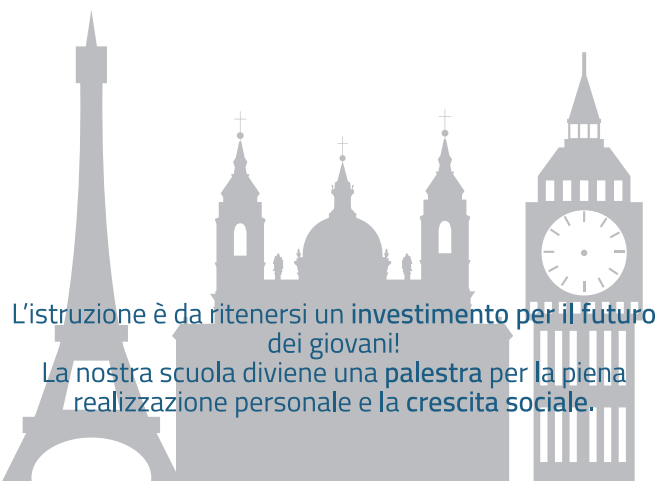 L'istruzione è da ritenersi un investimento per il futuro
dei giovani!
La nostra scuola diviene una palestra per la piena
realizzazione personale e la crescita sociale.